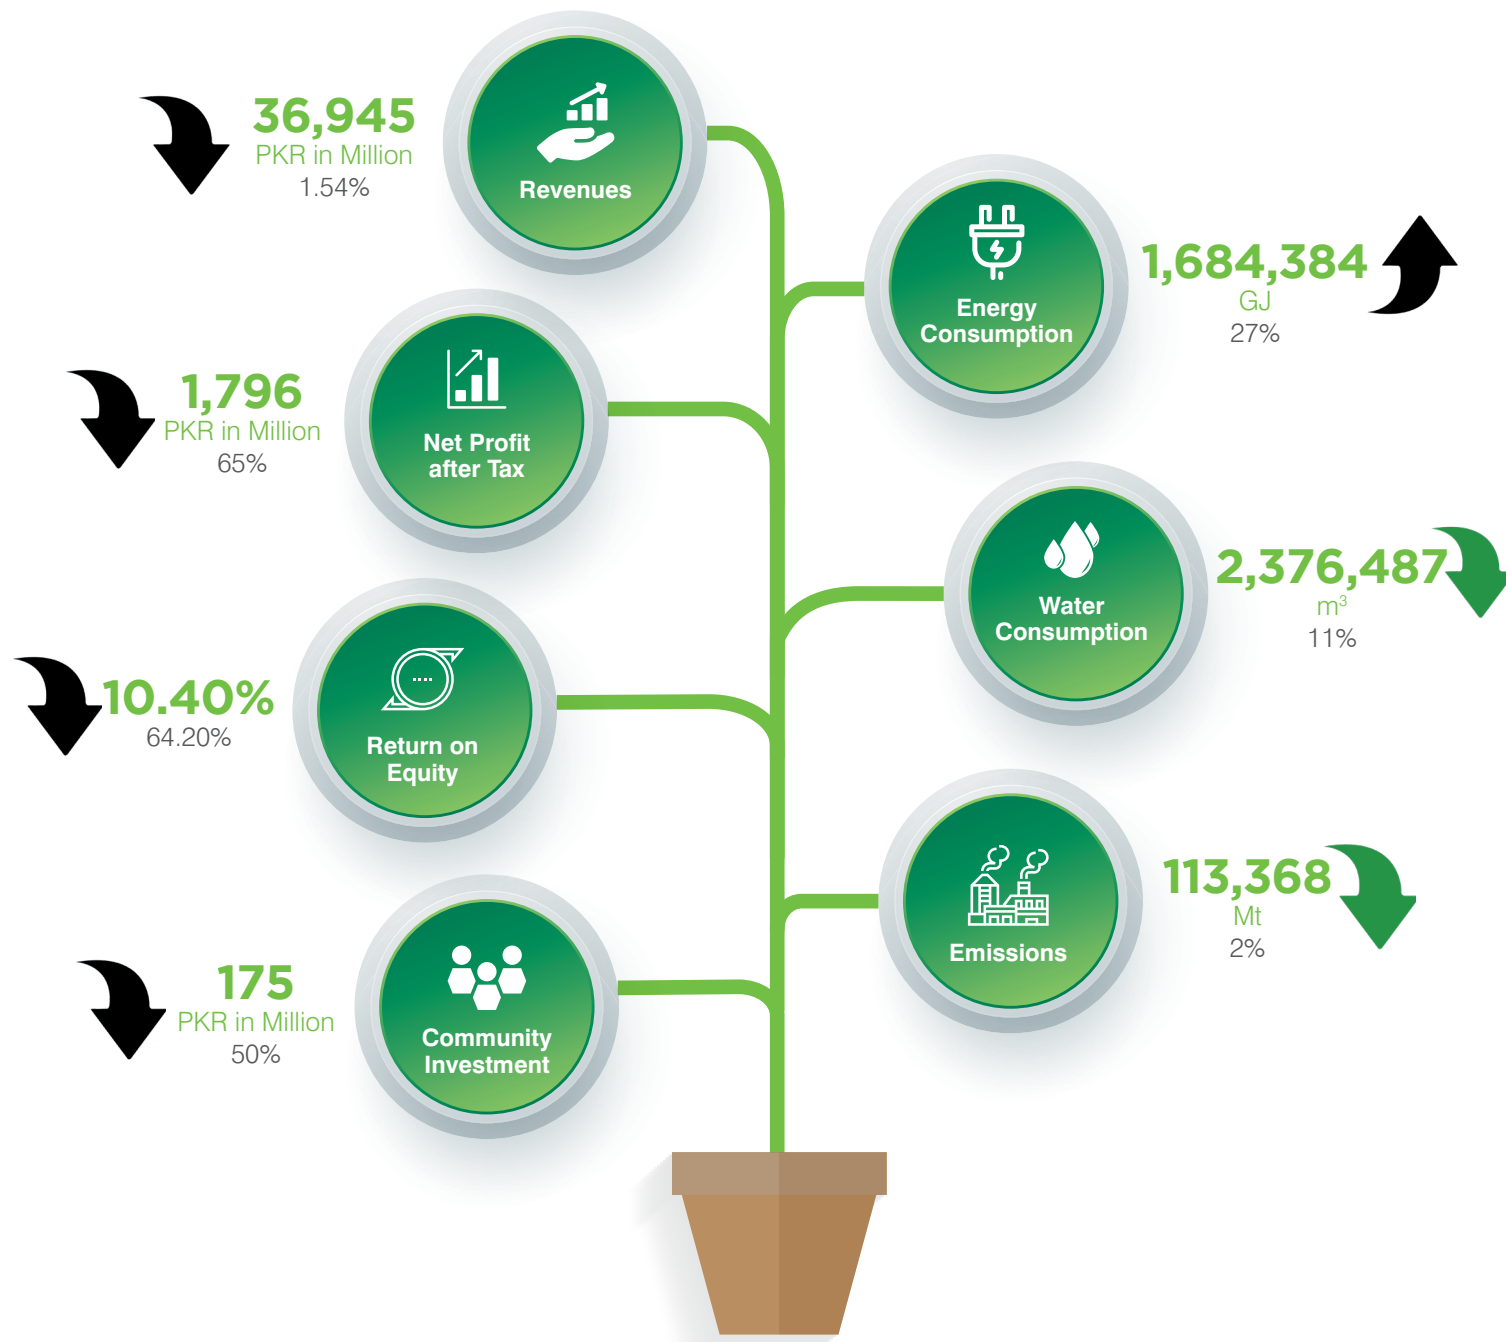 36,945
PKR in Million
1.54%
Revenues
1,684,384
GJ
27%
Energy
Consumption
1,796
PKR in Million
65%
Net Profit
after Tax
2,376,487
m³
11%
Water
Consumption
10.40%
64.20%
Return on
Equity
113,368
Mt
2%
Emissions
175
PKR in Million
50%
Community
Investment